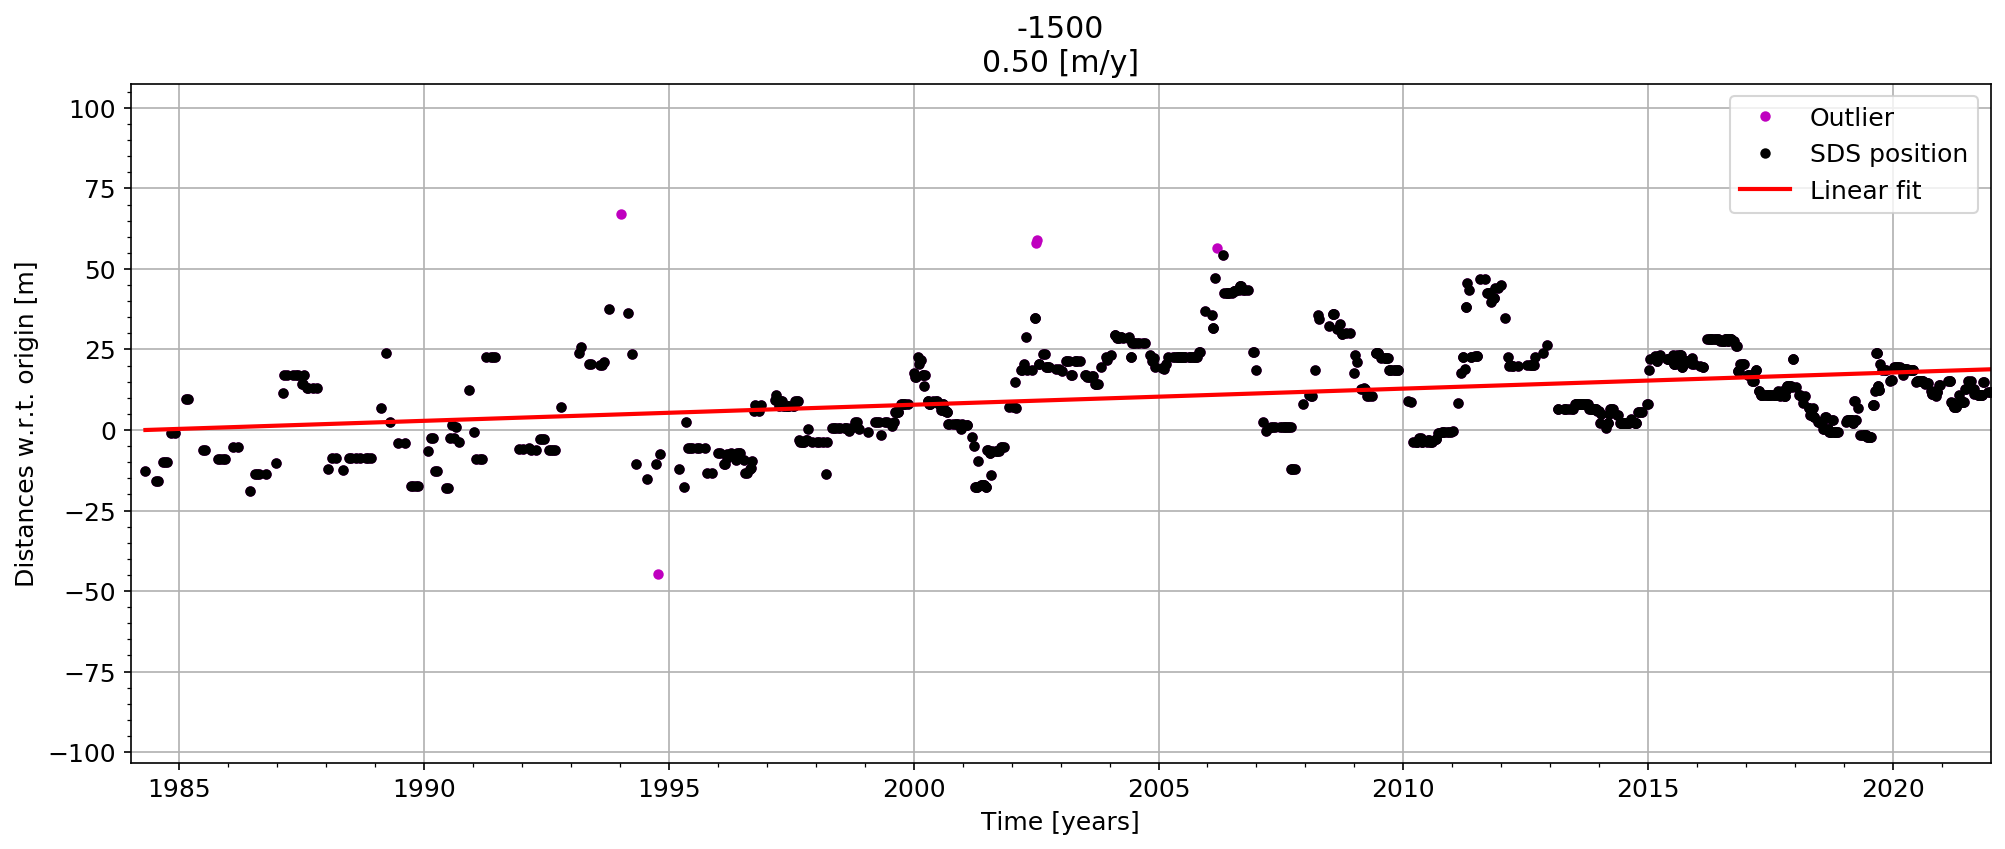 -1500
0.50 [m/y]
Distances w.r.t. origin [m]
100
75
50
25
0
−25
−50
−75
−100
Outlier
SDS position
Linear fit
1985 1990 1995 2000 2005 2010 2015 2020
Time [years]